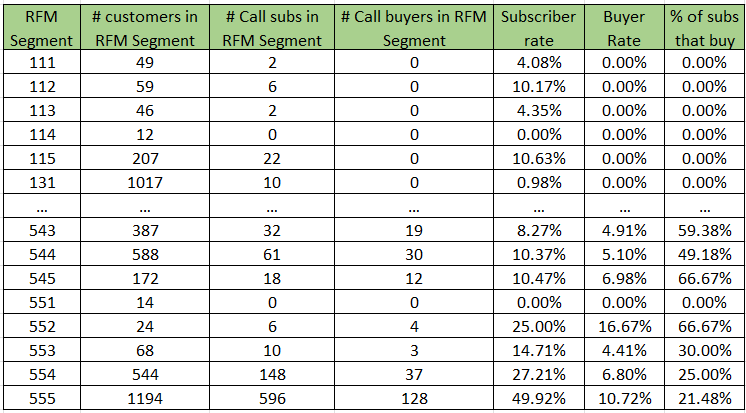 RFM Segment | # customers in RFM Segment | # Call subs in RFM Segment | # Call buyers in RFM Segment | Subscriber rate | Buyer Rate | % of subs that buy
111 | 49 | 2 | 0 | 4.08% | 0.00% | 0.00%
112 | 59 | 6 | 0 | 10.17% | 0.00% | 0.00%
113 | 46 | 2 | 0 | 4.35% | 0.00% | 0.00%
114 | 12 | 0 | 0 | 0.00% | 0.00% | 0.00%
115 | 207 | 22 | 0 | 10.63% | 0.00% | 0.00%
131 | 1017 | 10 | 0 | 0.98% | 0.00% | 0.00%
... | ... | ... | ... | ... | ... | ...
543 | 387 | 32 | 19 | 8.27% | 4.91% | 59.38%
544 | 588 | 61 | 30 | 10.37% | 5.10% | 49.18%
545 | 172 | 18 | 12 | 10.47% | 6.98% | 66.67%
551 | 14 | 0 | 0 | 0.00% | 0.00% | 0.00%
552 | 24 | 6 | 4 | 25.00% | 16.67% | 66.67%
553 | 68 | 10 | 3 | 14.71% | 4.41% | 30.00%
554 | 544 | 148 | 37 | 27.21% | 6.80% | 25.00%
555 | 1194 | 596 | 128 | 49.92% | 10.72% | 21.48%